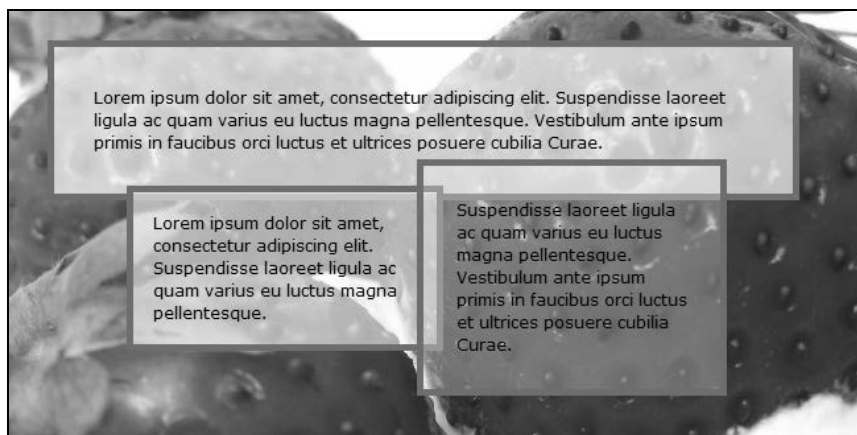 Lorem ipsum dolor sit amet, consectetur adipiscing elit. Suspendisse laoreet
ligula ac quam varius eu luctus magna pellentesque. Vestibulum ante ipsum
primis in faucibus orci luctus et ultrices posuere cubilia Curae.
Lorem ipsum dolor sit amet,
consectetur adipiscing elit.
Suspendisse laoreet ligula ac
quam varius eu luctus magna
pellentesque.
Suspendisse laoreet ligula
ac quam varius eu luctus
magna pellentesque.
Vestibulum ante ipsum
primis in faucibus orci luctus
et ultrices posuere cubilia
Curae.